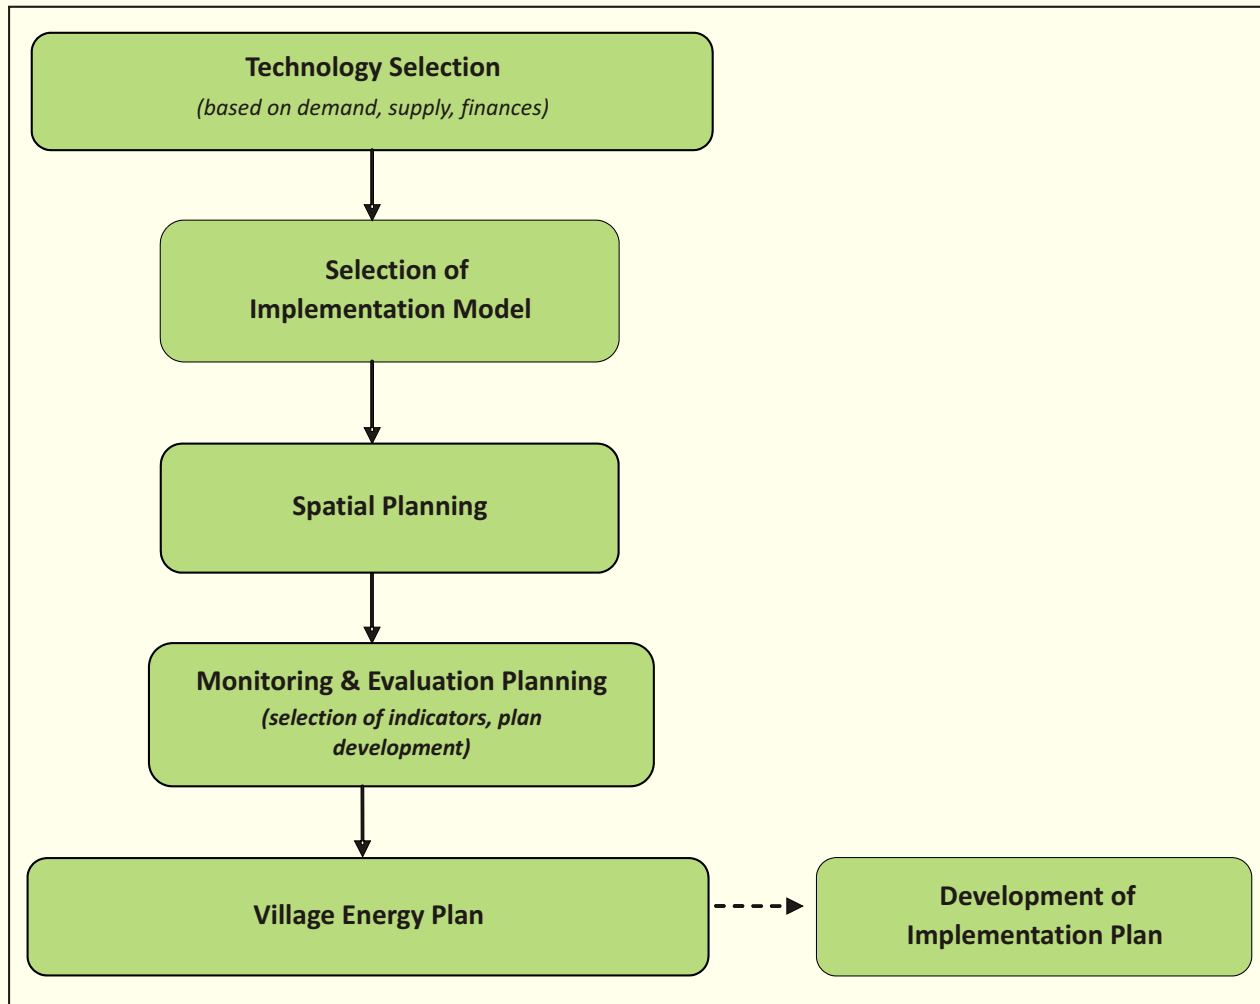 Technology Selection
(based on demand, supply, finances)
Selection of
Implementation Model
Spatial Planning
Monitoring & Evaluation Planning
(selection of indicators, plan
development)
Village Energy Plan
Development of
Implementation Plan